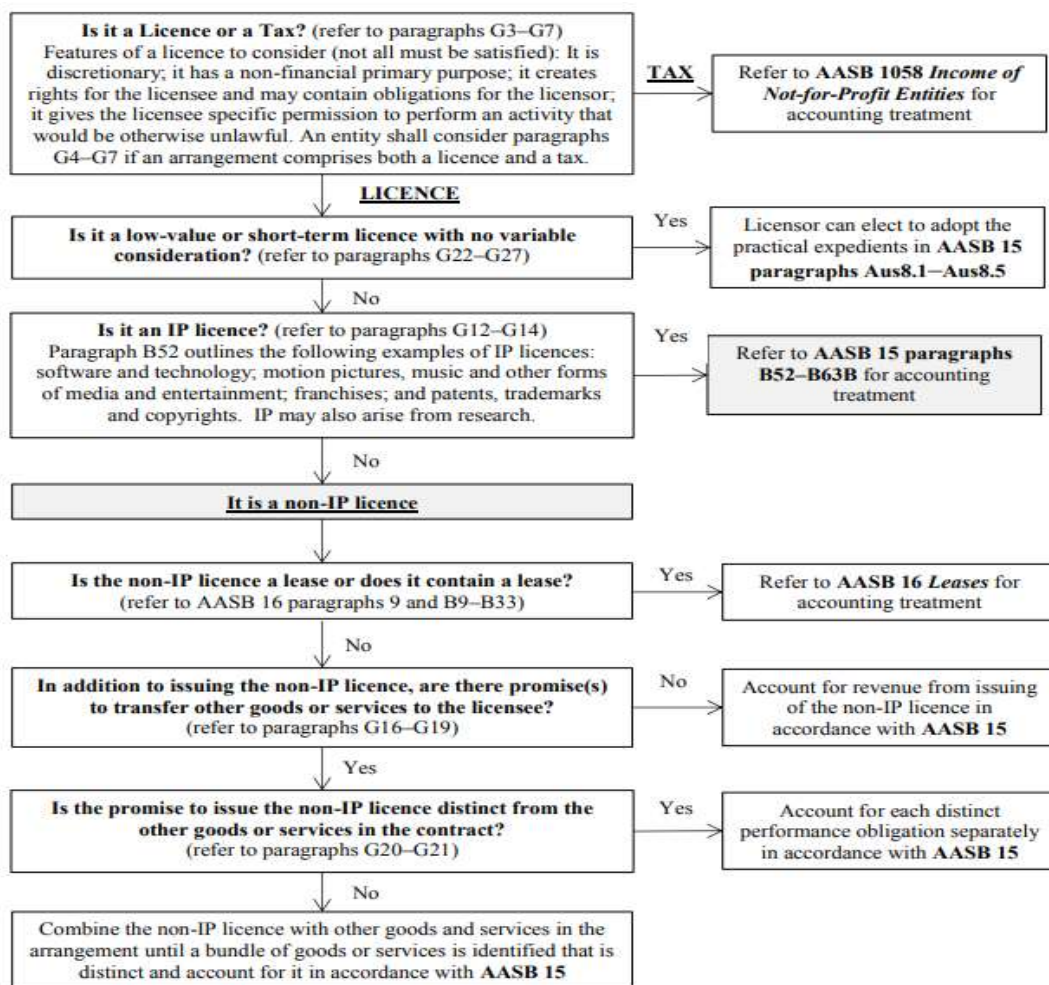 Is it a Licence or a Tax? (refer to paragraphs G3–G7)
Features of a licence to consider (not all must be satisfied): It is
discretionary; it has a non-financial primary purpose; it creates
rights for the licensee and may contain obligations for the licensor;
it gives the licensee specific permission to perform an activity that
would be otherwise unlawful. An entity shall consider paragraphs
G4–G7 if an arrangement comprises both a licence and a tax.
TAX
Refer to AASB 1058 Income of
Not-for-Profit Entities for
accounting treatment
LICENCE
Is it a low-value or short-term licence with no variable
consideration? (refer to paragraphs G22–G27)
Yes
Licensor can elect to adopt the
practical expedients in AASB 15
paragraphs Aus8.1—Aus8.5
No
Is it an IP licence? (refer to paragraphs G12–G14)
Paragraph B52 outlines the following examples of IP licences:
software and technology; motion pictures, music and other forms
of media and entertainment; franchises; and patents, trademarks
and copyrights. IP may also arise from research.
Yes
Refer to AASB 15 paragraphs
B52–B63B for accounting
treatment
No
It is a non-IP licence
Is the non-IP licence a lease or does it contain a lease?
(refer to AASB 16 paragraphs 9 and B9–B33)
Yes
Refer to AASB 16 Leases for
accounting treatment
No
In addition to issuing the non-IP licence, are there promise(s)
to transfer other goods or services to the licensee?
(refer to paragraphs G16–G19)
No
Account for revenue from issuing
of the non-IP licence in
accordance with AASB 15
Yes
Is the promise to issue the non-IP licence distinct from the
other goods or services in the contract?
(refer to paragraphs G20–G21)
Yes
Account for each distinct
performance obligation separately
in accordance with AASB 15
No
Combine the non-IP licence with other goods and services in the
arrangement until a bundle of goods or services is identified that is
distinct and account for it in accordance with AASB 15